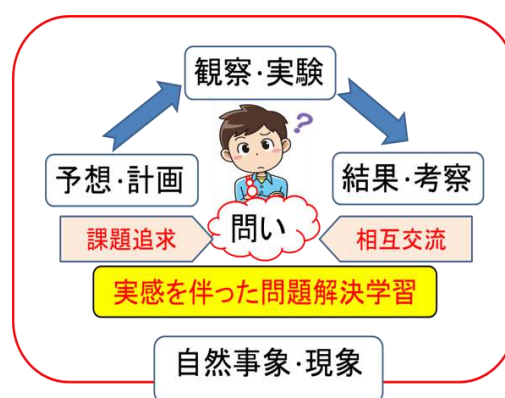 観察・実験
?
予想・計画
結果・考察
課題追求
問い
相互交流
実感を伴った問題解決学習
自然事象・現象